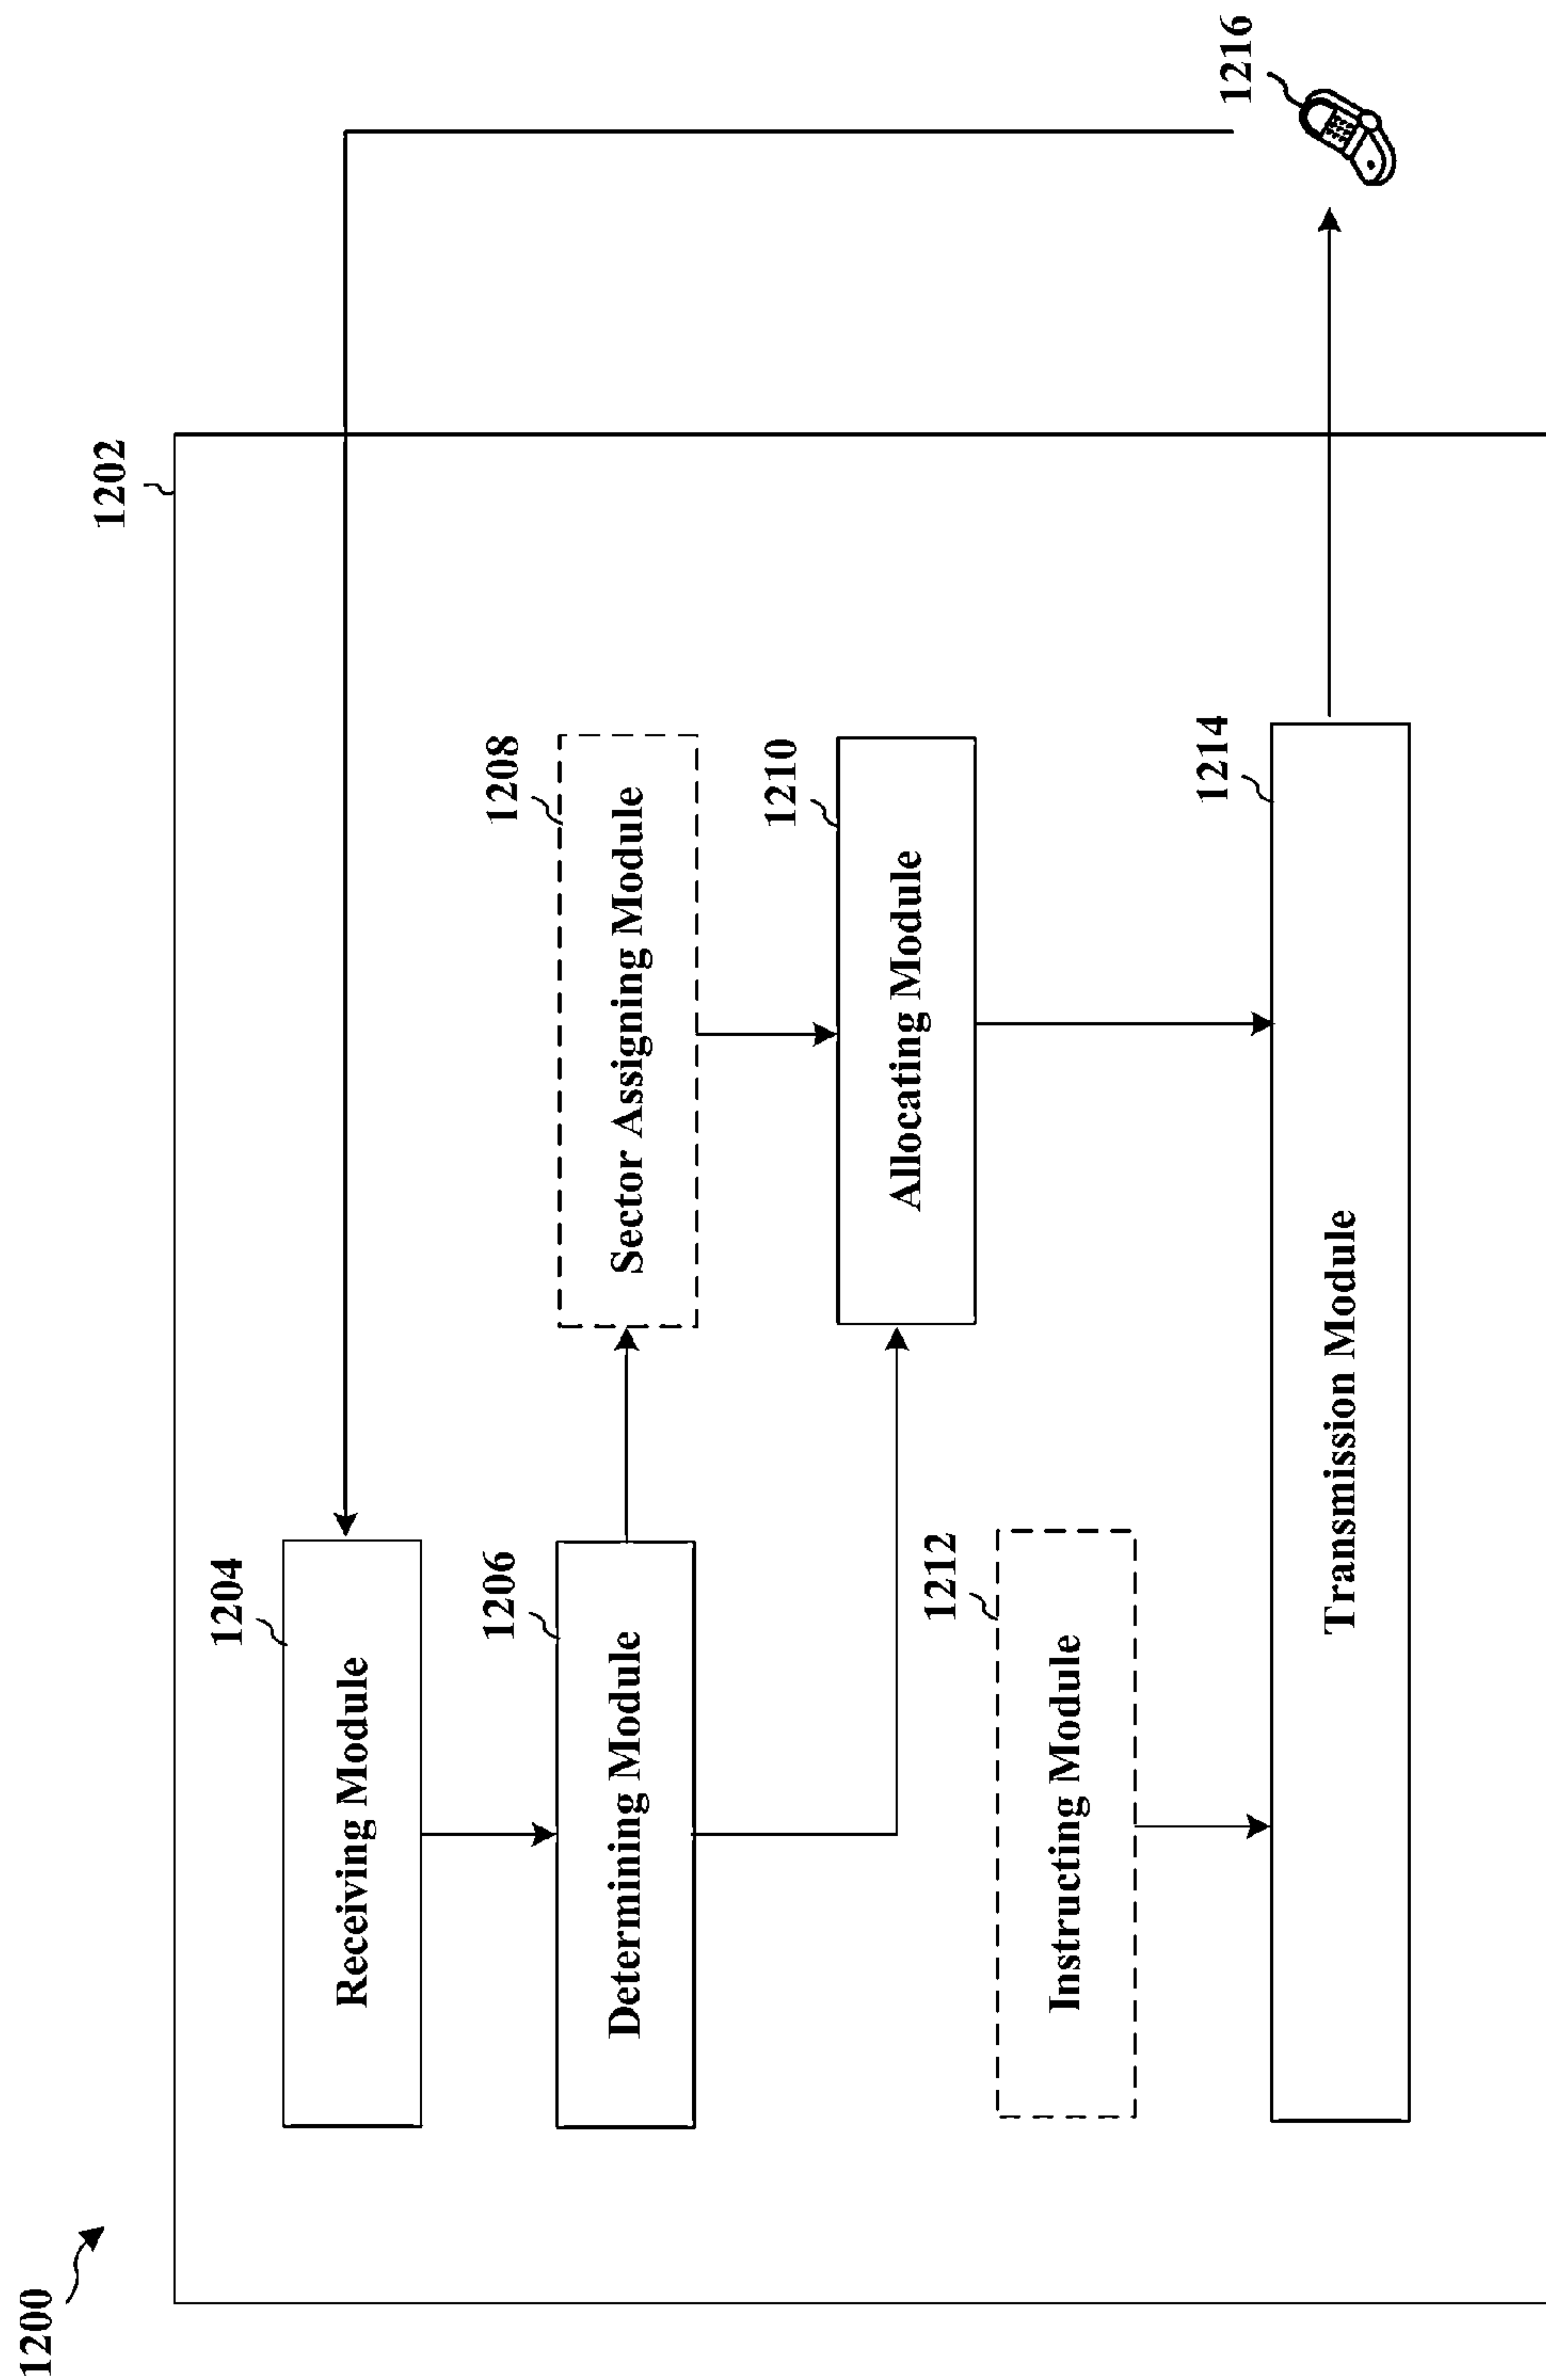 1200
1202
1204
Receiving Module
1206
Determining Module
1208
Sector Assigning Module
1210
Allocating Module
1212
Instructing Module
1214
Transmission Module
1216